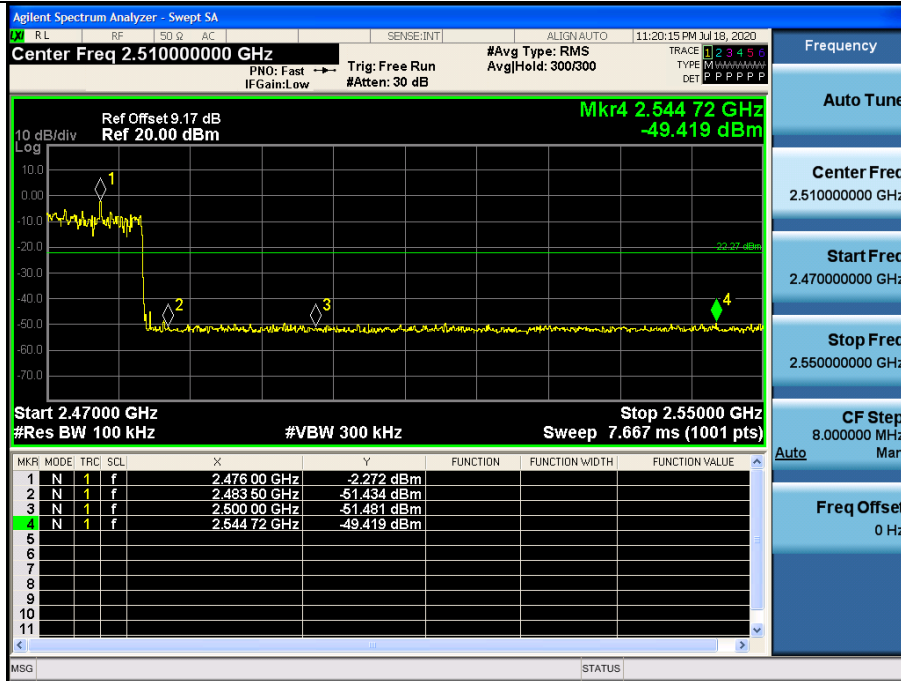 Agilent Spectrum Analyzer - Swept SA
LXI RL RF 50 Ω AC SENSE:INT ALIGNAUTO 11:20:15 PM Jul 18, 2020
Center Freq 2.510000000 GHz
PNO: Fast
IFGain:Low
Trig: Free Run
#Atten: 30 dB
#Avg Type: RMS
Avg|Hold: 300/300
TRACE 1 2 3 4 5 6
TYPE MWWWWW
DET P P P P P P
Mkr4 2.544 72 GHz
-49.419 dBm
Ref Offset 9.17 dB
10 dB/div Ref 20.00 dBm
Log
10.0
0.00
-10.0
-20.0
-30.0
-40.0
-50.0
-60.0
-70.0
1
2
3
4
-22.27 dBm
Start 2.47000 GHz Stop 2.55000 GHz
#Res BW 100 kHz #VBW 300 kHz Sweep 7.667 ms (1001 pts)
MKR MODE TRC SCL X Y FUNCTION FUNCTION WIDTH FUNCTION VALUE
1 N 1 f 2.476 00 GHz -2.272 dBm
2 N 1 f 2.483 50 GHz -51.434 dBm
3 N 1 f 2.500 00 GHz -51.481 dBm
4 N 1 f 2.544 72 GHz -49.419 dBm
5
6
7
8
9
10
11
MSG STATUS
Frequency
Auto Tune
Center Freq
2.510000000 GHz
Start Freq
2.470000000 GHz
Stop Freq
2.550000000 GHz
CF Step
8.000000 MHz
Auto Man
Freq Offset
0 Hz